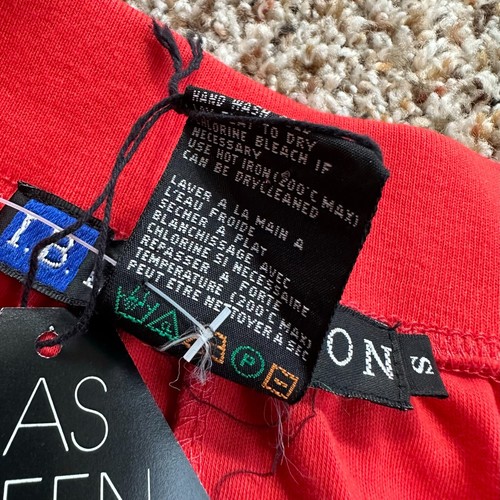 HAND WASH
TO DRY
CHLORINE BLEACH IF
NECESSARY
USE HOT IRON(200°C MAX)
CAN BE DRYCLEANED
LAVER A LA MAIN A
L'EAU FROIDE
SECHER A PLAT
BLANCHISSAGE AVEC
CHLORINE SI NECESSAIRE
REPASSER A FORTE
TEMPERATURE (200°C MAX)
PEUT ETRE NETTOYER A SEC
I.B.
P
ON
S
AS